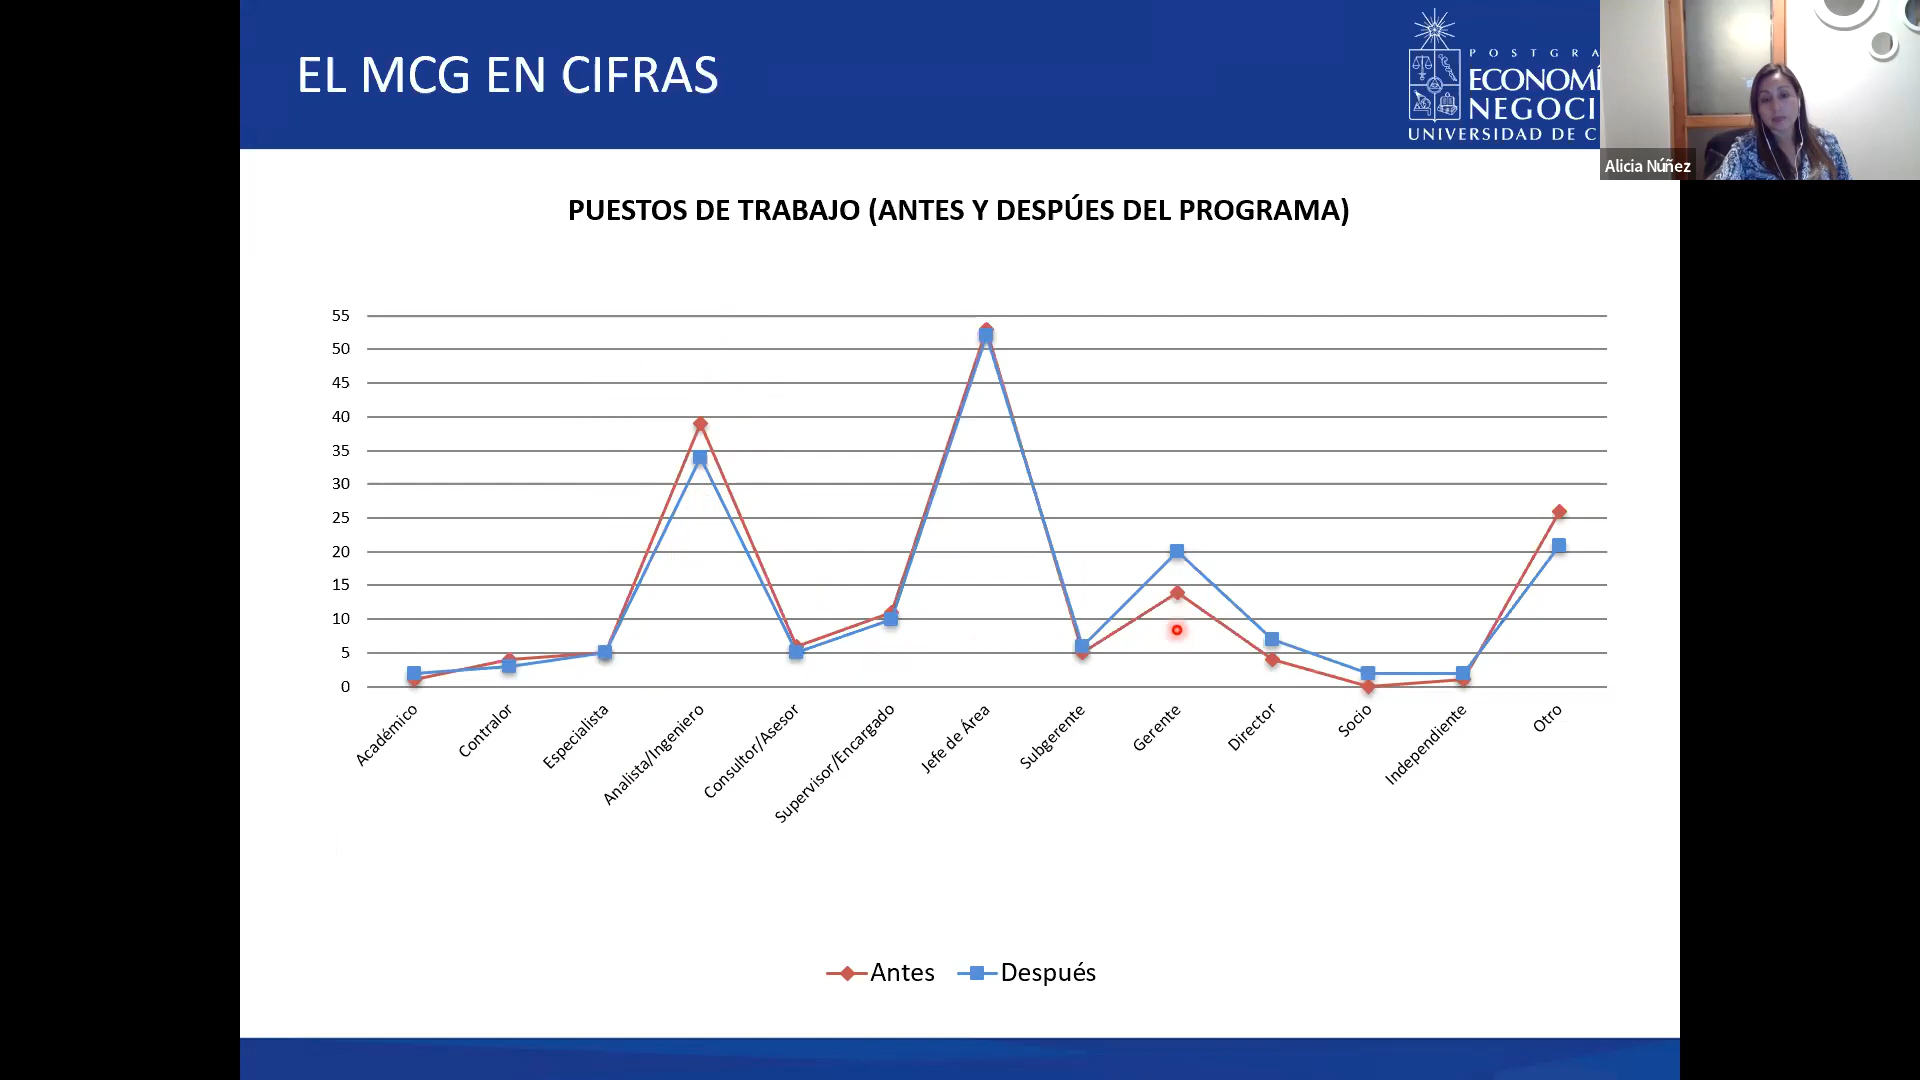 EL MCG EN CIFRAS
POSTGRA
ECONOMÍ
NEGOCI
UNIVERSIDAD DE C
Alicia Núñez
PUESTOS DE TRABAJO (ANTES Y DESPÚES DEL PROGRAMA)
55
50
45
40
35
30
25
20
15
10
5
0
Académico
Contralor
Especialista
Analista/Ingeniero
Consultor/Asesor
Supervisor/Encargado
Jefe de Área
Subgerente
Gerente
Director
Socio
Independiente
Otro
Antes
Después